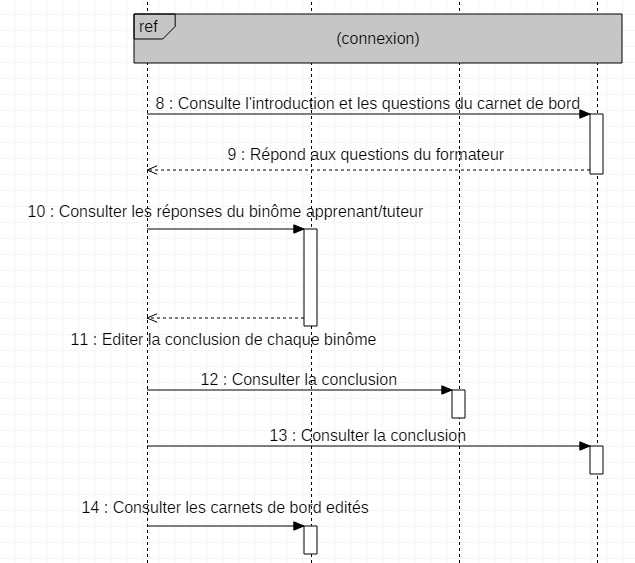 ref
(connexion)
8 : Consulte l'introduction et les questions du carnet de bord
9 : Répond aux questions du formateur
10 : Consulter les réponses du binôme apprenant/tuteur
11 : Editer la conclusion de chaque binôme
12 : Consulter la conclusion
13 : Consulter la conclusion
14 : Consulter les carnets de bord edités